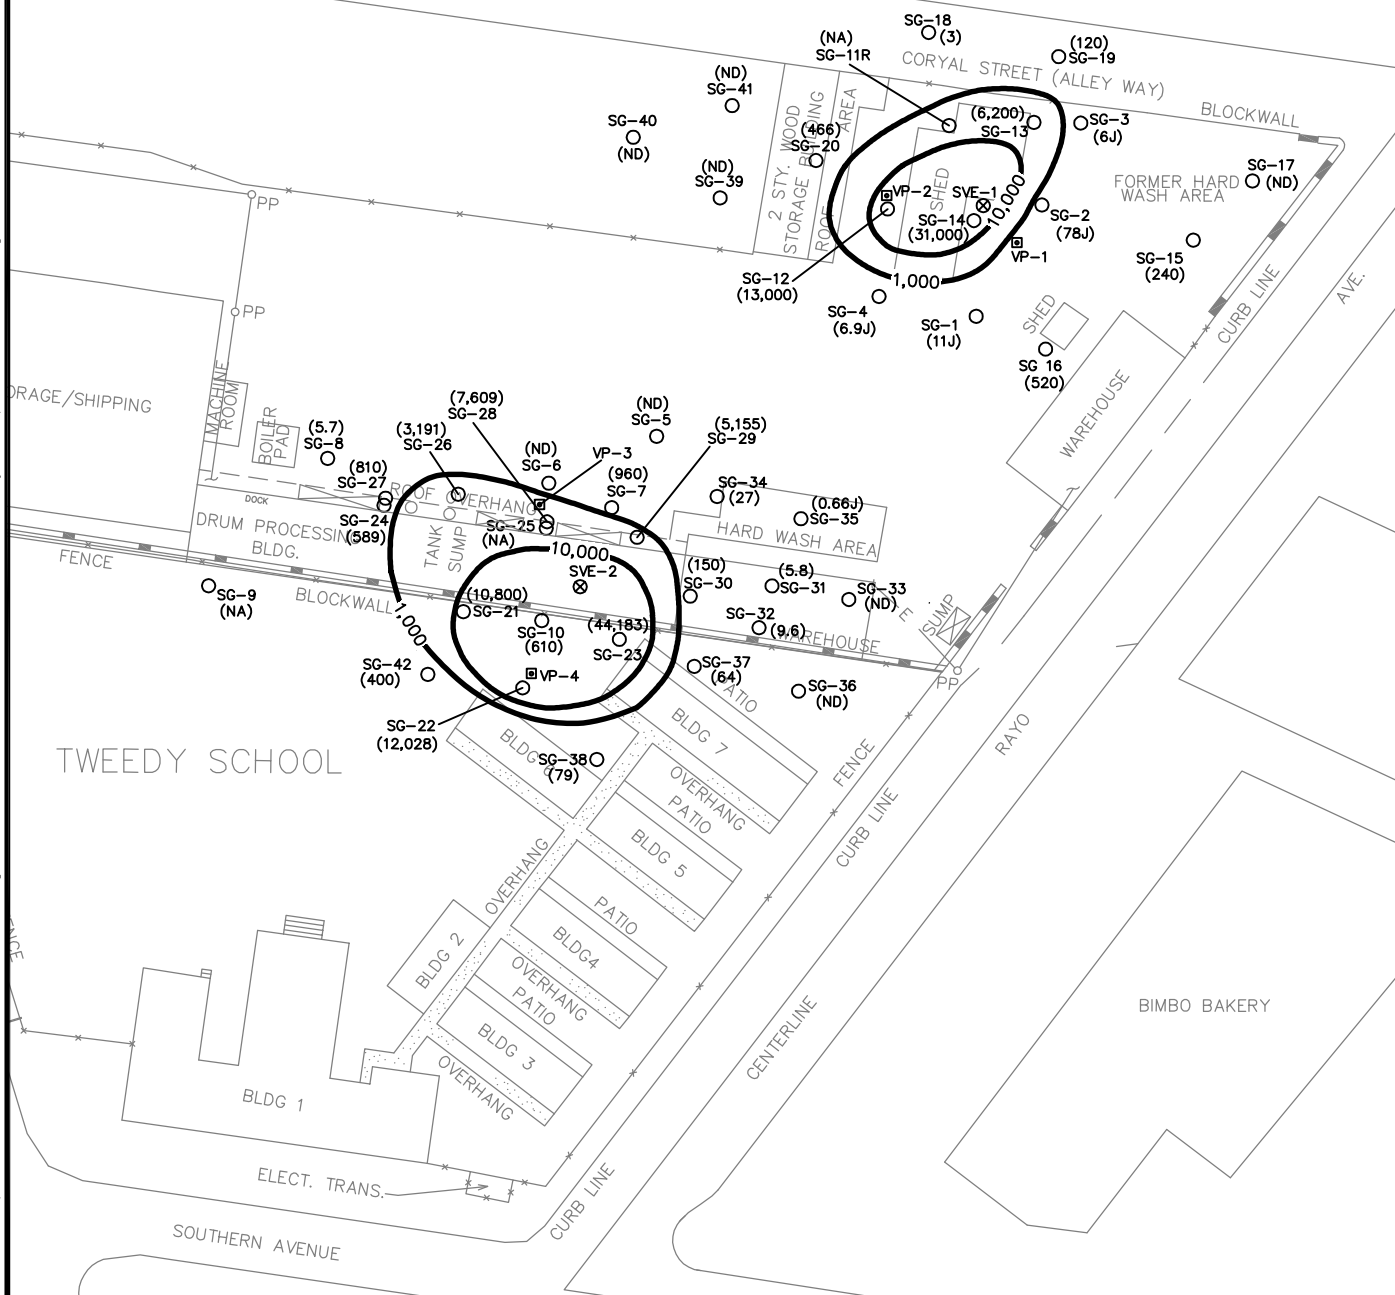 SG-18
(3)
(NA)
SG-11R
(120)
SG-19
CORYAL STREET (ALLEY WAY)
BLOCKWALL
(ND)
SG-41
SG-40
(ND)
(466)
SG-20
(6,200)
SG-13
SG-3
(6J)
2 STY. WOOD
STORAGE BUILDING
ROOF AREA
(ND)
SG-39
SHED
VP-2
SVE-1
SG-14
(31,000)
10,000
SG-2
(78J)
FORMER HARD
WASH AREA
SG-17
(ND)
PP
VP-1
SG-15
(240)
SG-12
(13,000)
1,000
CURB LINE
AVE.
PP
SG-4
(6.9J)
SG-1
(11J)
SHED
SG 16
(520)
MACHINE
ROOM
ORAGE/SHIPPING
BOILER
PAD
WAREHOUSE
(5.7)
SG-8
(3,191)
SG-26
(7,609)
SG-28
(ND)
SG-5
(5,155)
SG-29
(ND)
SG-6
VP-3
(960)
SG-7
(810)
SG-27
ROOF OVERHANG
SG-34
(27)
(0.66J)
SG-35
DOCK
SG-24
(589)
DRUM PROCESSING
BLDG.
TANK
SUMP
SG-25
(NA)
HARD WASH AREA
10,000
FENCE
SVE-2
(150)
SG-30
(5.8)
SG-31
SG-33
(ND)
SG-9
(NA)
BLOCKWALL
1,000
(10,800)
SG-21
SG-10
(610)
(44,183)
SG-23
SG-32
(9.6)
WAREHOUSE
SUMP
SG-42
(400)
VP-4
SG-37
(64)
PATIO
SG-36
(ND)
PP
SG-22
(12,028)
BLDG 7
BLDG 6
SG-38
(79)
TWEEDY SCHOOL
FENCE
RAYO
OVERHANG
PATIO
CURB LINE
BLDG 5
OVERHANG
PATIO
BLDG4
BLDG 2
OVERHANG
PATIO
BLDG 3
OVERHANG
CENTERLINE
BIMBO BAKERY
BLDG 1
ELECT. TRANS.
CURB LINE
SOUTHERN AVENUE